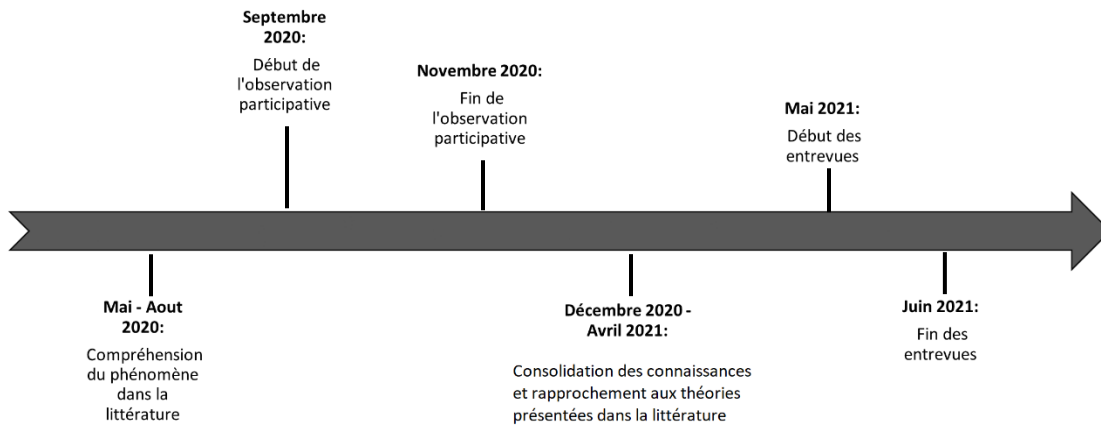 Septembre
2020:
Début de
l'observation
participative
Novembre 2020:
Fin de
l'observation
participative
Mai 2021:
Début des
entrevues
Mai - Aout
2020:
Compréhension
du phénomène
dans la
littérature
Décembre 2020 -
Avril 2021:
Consolidation des connaissances
et rapprochement aux théories
présentées dans la littérature
Juin 2021:
Fin des
entrevues